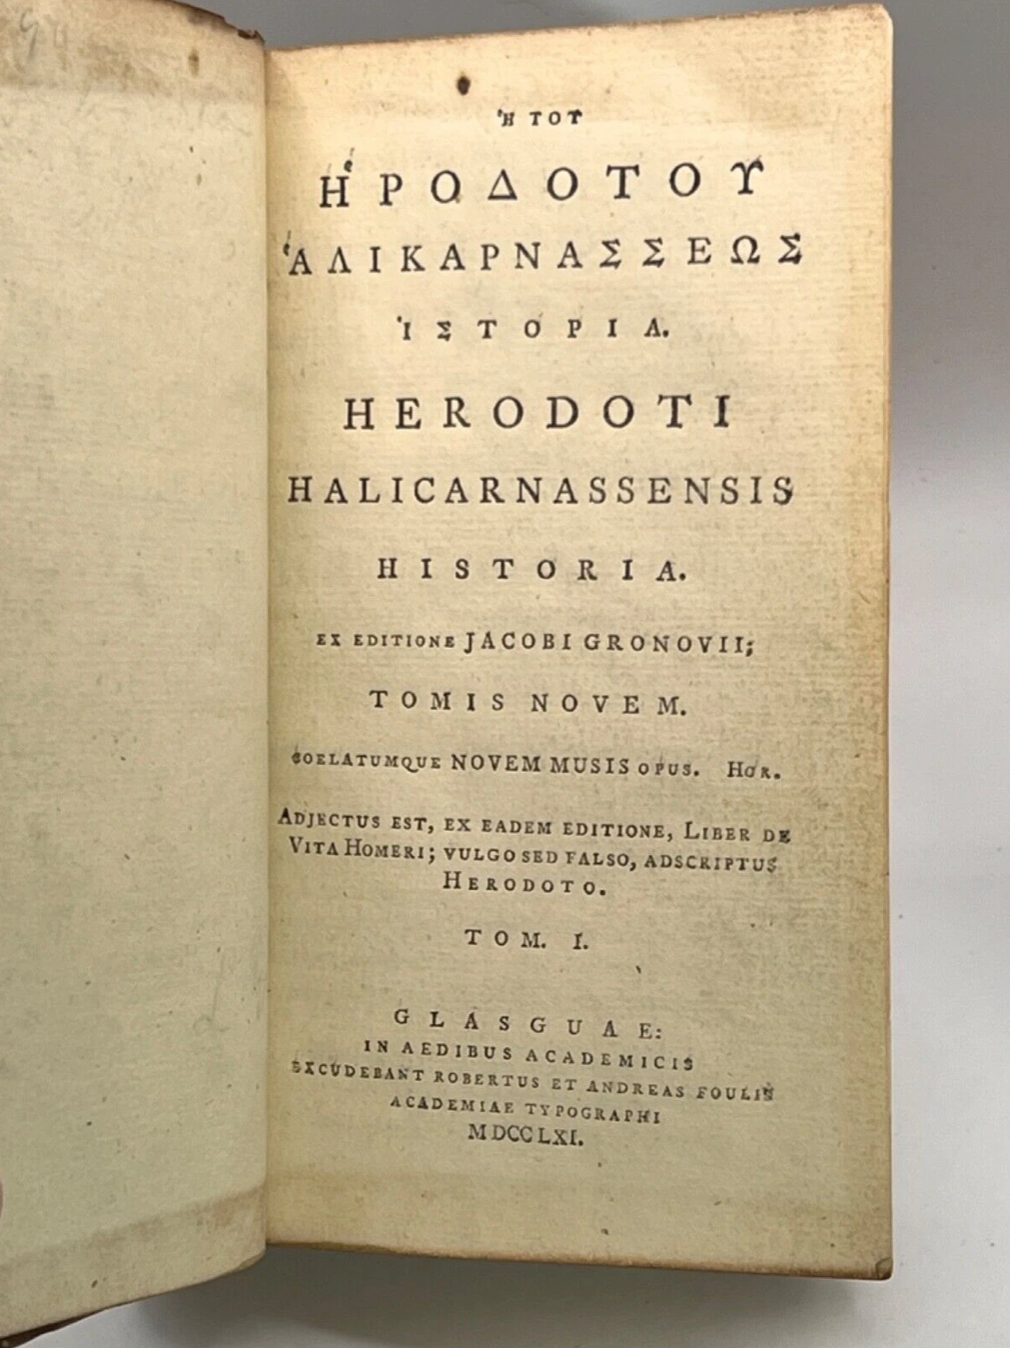 Ἡ ΤΟΥ
ἩΡΟΔΟΤΟΥ
ἉΛΙΚΑΡΝΑΣΣΕΩΣ
ἹΣΤΟΡΙΑ.
HERODOTI
HALICARNASSENSIS
HISTORIA.
EX EDITIONE JACOBI GRONOVII;
TOMIS NOVEM.
COELATUMQUE NOVEM MUSIS OPUS. HOR.
ADJECTUS EST, EX EADEM EDITIONE, LIBER DE
VITA HOMERI; VULGO SED FALSO, ADSCRIPTUS
HERODOTO.
TOM. I.
GLASGUAE:
IN AEDIBUS ACADEMICIS
EXCUDEBANT ROBERTUS ET ANDREAS FOULIS
ACADEMIAE TYPOGRAPHI
MDCCLXI.